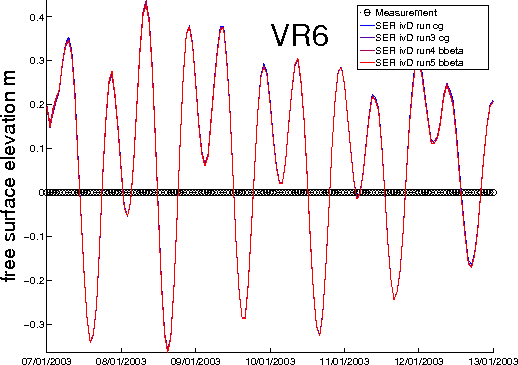 VR6
Measurement
SER ivD run cg
SER ivD run3 cg
SER ivD run4 bbeta
SER ivD run5 bbeta
free surface elevation m
0.4
0.3
0.2
0.1
0
-0.1
-0.2
-0.3
07/01/2003 08/01/2003 09/01/2003 10/01/2003 11/01/2003 12/01/2003 13/01/2003